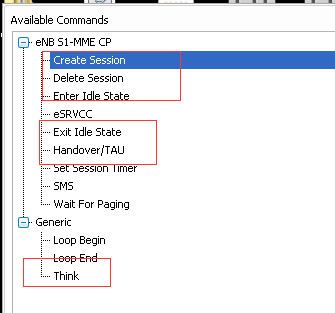 Available Commands
eNB S1-MME CP
Create Session
Delete Session
Enter Idle State
eSRVCC
Exit Idle State
Handover/TAU
Set Session Timer
SMS
Wait For Paging
Generic
Loop Begin
Loop End
Think